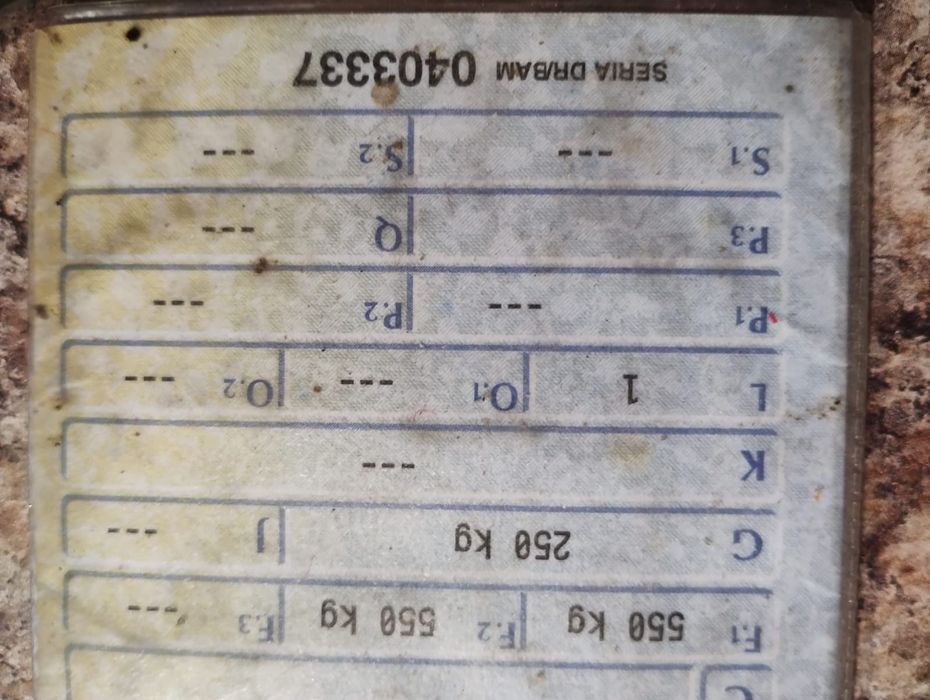 F.1 550 kg F.2 550 kg F.3 ---
G 250 kg J ---
K ---
L 1 O.1 --- O.2 ---
P.1 --- P.2 ---
P.3 Q ---
S.1 --- S.2 ---
SERIA DR/BAM 0403337